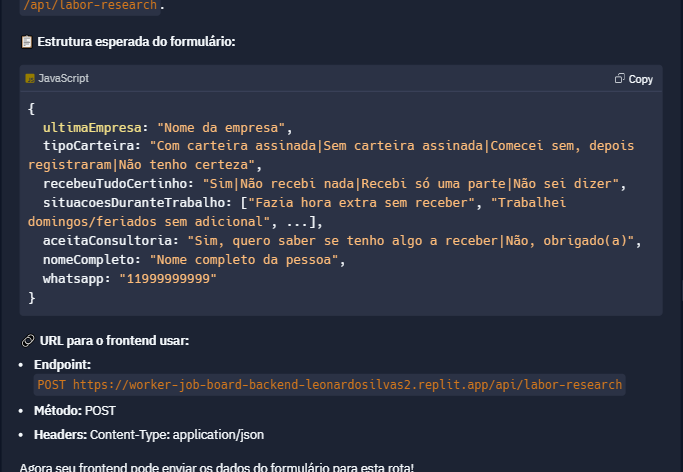 /api/labor-research.
📋 Estrutura esperada do formulário:
JavaScript
Copy
{
ultimaEmpresa: "Nome da empresa",
tipoCarteira: "Com carteira assinada|Sem carteira assinada|Comecei sem, depois
registraram|Não tenho certeza",
recebeuTudoCertinho: "Sim|Não recebi nada|Recebi só uma parte|Não sei dizer",
situacoesDuranteTrabalho: ["Fazia hora extra sem receber", "Trabalhei
domingos/feriados sem adicional", ...],
aceitaConsultoria: "Sim, quero saber se tenho algo a receber|Não, obrigado(a)",
nomeCompleto: "Nome completo da pessoa",
whatsapp: "11999999999"
}
🔗 URL para o frontend usar:
• Endpoint:
POST https://worker-job-board-backend-leonardosilvas2.replit.app/api/labor-research
• Método: POST
• Headers: Content-Type: application/json
Agora seu frontend pode enviar os dados do formulário para esta rota!